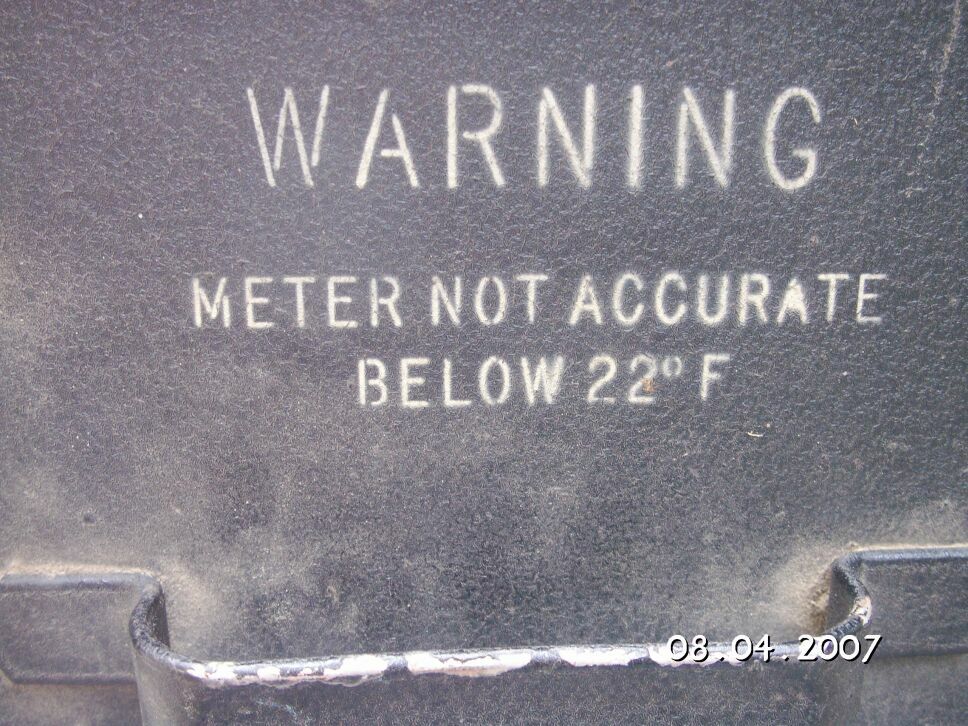 WARNING
METER NOT ACCURATE
BELOW 22° F
08.04.2007